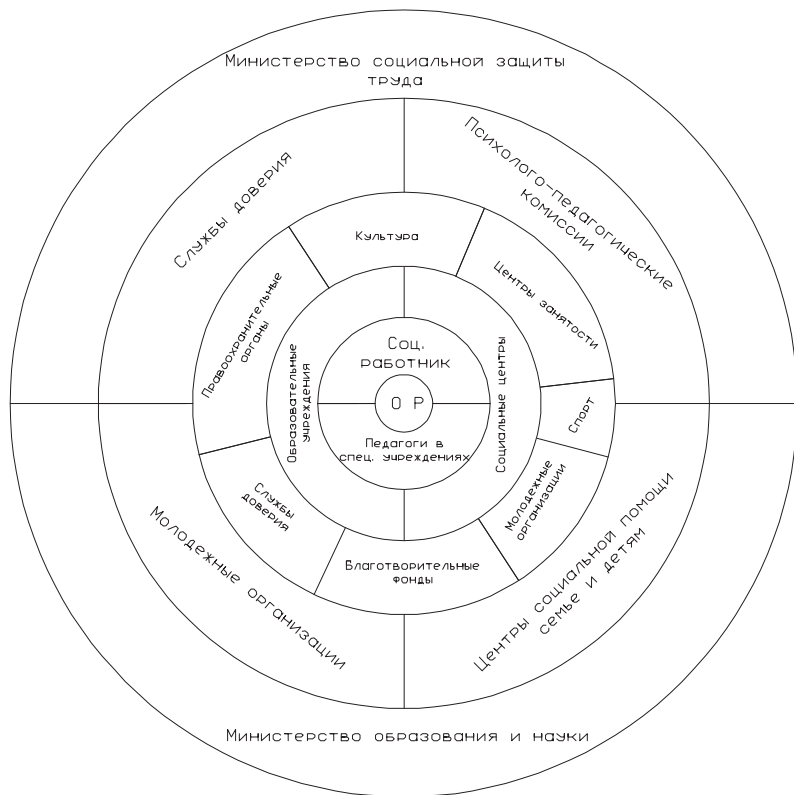 Министерство социальной защиты
труда
Службы доверия
Психолого-педагогические
комиссии
Культура
Центры занятости
Правоохранительные
органы
Образовательные
учреждения
Соц.
работник
О Р
Педагоги в
спец. учреждениях
Социальные центры
Спорт
Молодежные
организации
Службы
доверия
Благотворительные
фонды
Молодежные организации
Центры социальной помощи
семье и детям
Министерство образования и науки